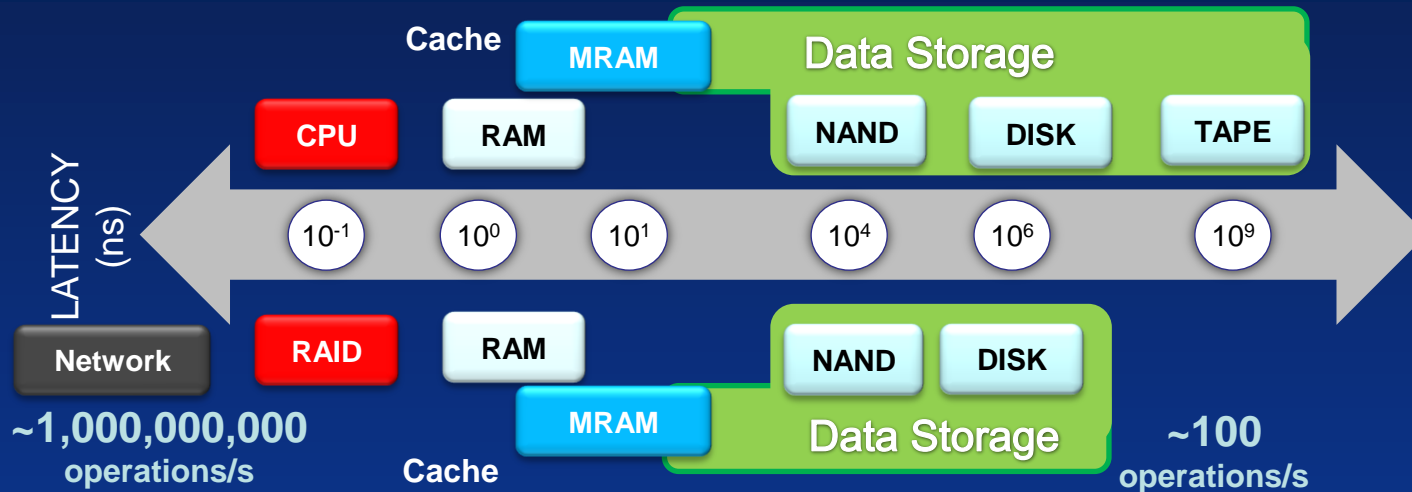 Cache
MRAM
Data Storage
CPU
RAM
NAND
DISK
TAPE
LATENCY
(ns)
10⁻¹
10⁰
10¹
10⁴
10⁶
10⁹
Network
RAID
RAM
NAND
DISK
MRAM
Data Storage
~1,000,000,000
operations/s
Cache
~100
operations/s